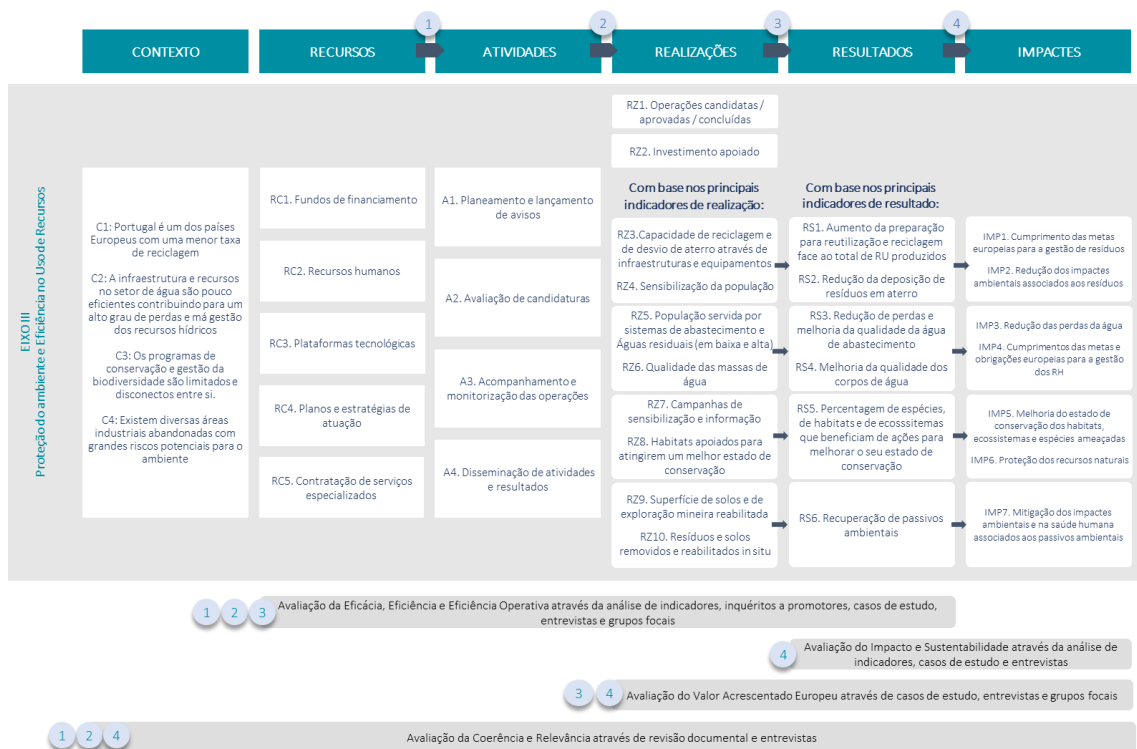 1
2
3
4
CONTEXTO
RECURSOS
ATIVIDADES
REALIZAÇÕES
RESULTADOS
IMPACTES
EIXO III
Proteção do ambiente e Eficiência no Uso de Recursos
C1: Portugal é um dos países
Europeus com uma menor taxa
de reciclagem
C2: A infraestrutura e recursos
no setor de água são pouco
eficientes contribuindo para um
alto grau de perdas e má gestão
dos recursos hídricos
C3: Os programas de
conservação e gestão da
biodiversidade são limitados e
disconectos entre si.
C4: Existem diversas áreas
industriais abandonadas com
grandes riscos potenciais para o
ambiente
RC1. Fundos de financiamento
RC2. Recursos humanos
RC3. Plataformas tecnológicas
RC4. Planos e estratégias de
atuação
RC5. Contratação de serviços
especializados
A1. Planeamento e lançamento
de avisos
A2. Avaliação de candidaturas
A3. Acompanhamento e
monitorização das operações
A4. Disseminação de atividades
e resultados
RZ1. Operações candidatas /
aprovadas / concluídas
RZ2. Investimento apoiado
Com base nos principais
indicadores de realização:
RZ3.Capacidade de reciclagem e
de desvio de aterro através de
infraestruturas e equipamentos
RZ4. Sensibilização da população
RZ5. População servida por
sistemas de abastecimento e
Águas residuais (em baixa e alta)
RZ6. Qualidade das massas de
água
RZ7. Campanhas de
sensibilização e informação
RZ8. Habitats apoiados para
atingirem um melhor estado de
conservação
RZ9. Superfície de solos e de
exploração mineira reabilitada
RZ10. Resíduos e solos
removidos e reabilitados in situ
Com base nos principais
indicadores de resultado:
RS1. Aumento da preparação
para reutilização e reciclagem
face ao total de RU produzidos
RS2. Redução da deposição de
resíduos em aterro
RS3. Redução de perdas e
melhoria da qualidade da água
de abastecimento
RS4. Melhoria da qualidade dos
corpos de água
RS5. Percentagem de espécies,
de habitats e de ecosssitemas
que beneficiam de ações para
melhorar o seu estado de
conservação
RS6. Recuperação de passivos
ambientais
IMP1. Cumprimento das metas
europeias para a gestão de resíduos
IMP2. Redução dos impactes
ambientais associados aos resíduos
IMP3. Redução das perdas da água
IMP4. Cumprimentos das metas e
obrigações europeias para a gestão
dos RH
IMP5. Melhoria do estado de
conservação dos habitats,
ecossistemas e espécies ameaçadas
IMP6. Proteção dos recursos naturais
IMP7. Mitigação dos impactes
ambientais e na saúde humana
associados aos passivos ambientais
1 2 3
Avaliação da Eficácia, Eficiência e Eficiência Operativa através da análise de indicadores, inquéritos a promotores, casos de estudo,
entrevistas e grupos focais
4
Avaliação do Impacto e Sustentabilidade através da análise de
indicadores, casos de estudo e entrevistas
3 4
Avaliação do Valor Acrescentado Europeu através de casos de estudo, entrevistas e grupos focais
1 2 4
Avaliação da Coerência e Relevância através de revisão documental e entrevistas